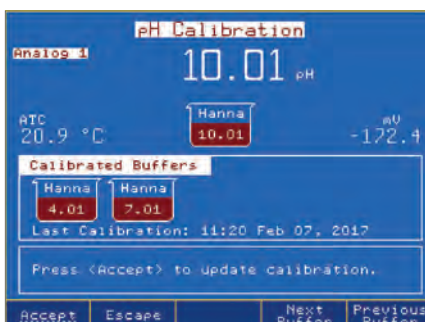 pH Calibration
Analog 1
10.01 pH
ATC
20.9 °C
Hanna
10.01
mV
-172.4
Calibrated Buffers
Hanna Hanna
4.01 7.01
Last Calibration: 11:20 Feb 07, 2017
Press <Accept> to update calibration.
Accept Escape Next Buffer Previous Buffer